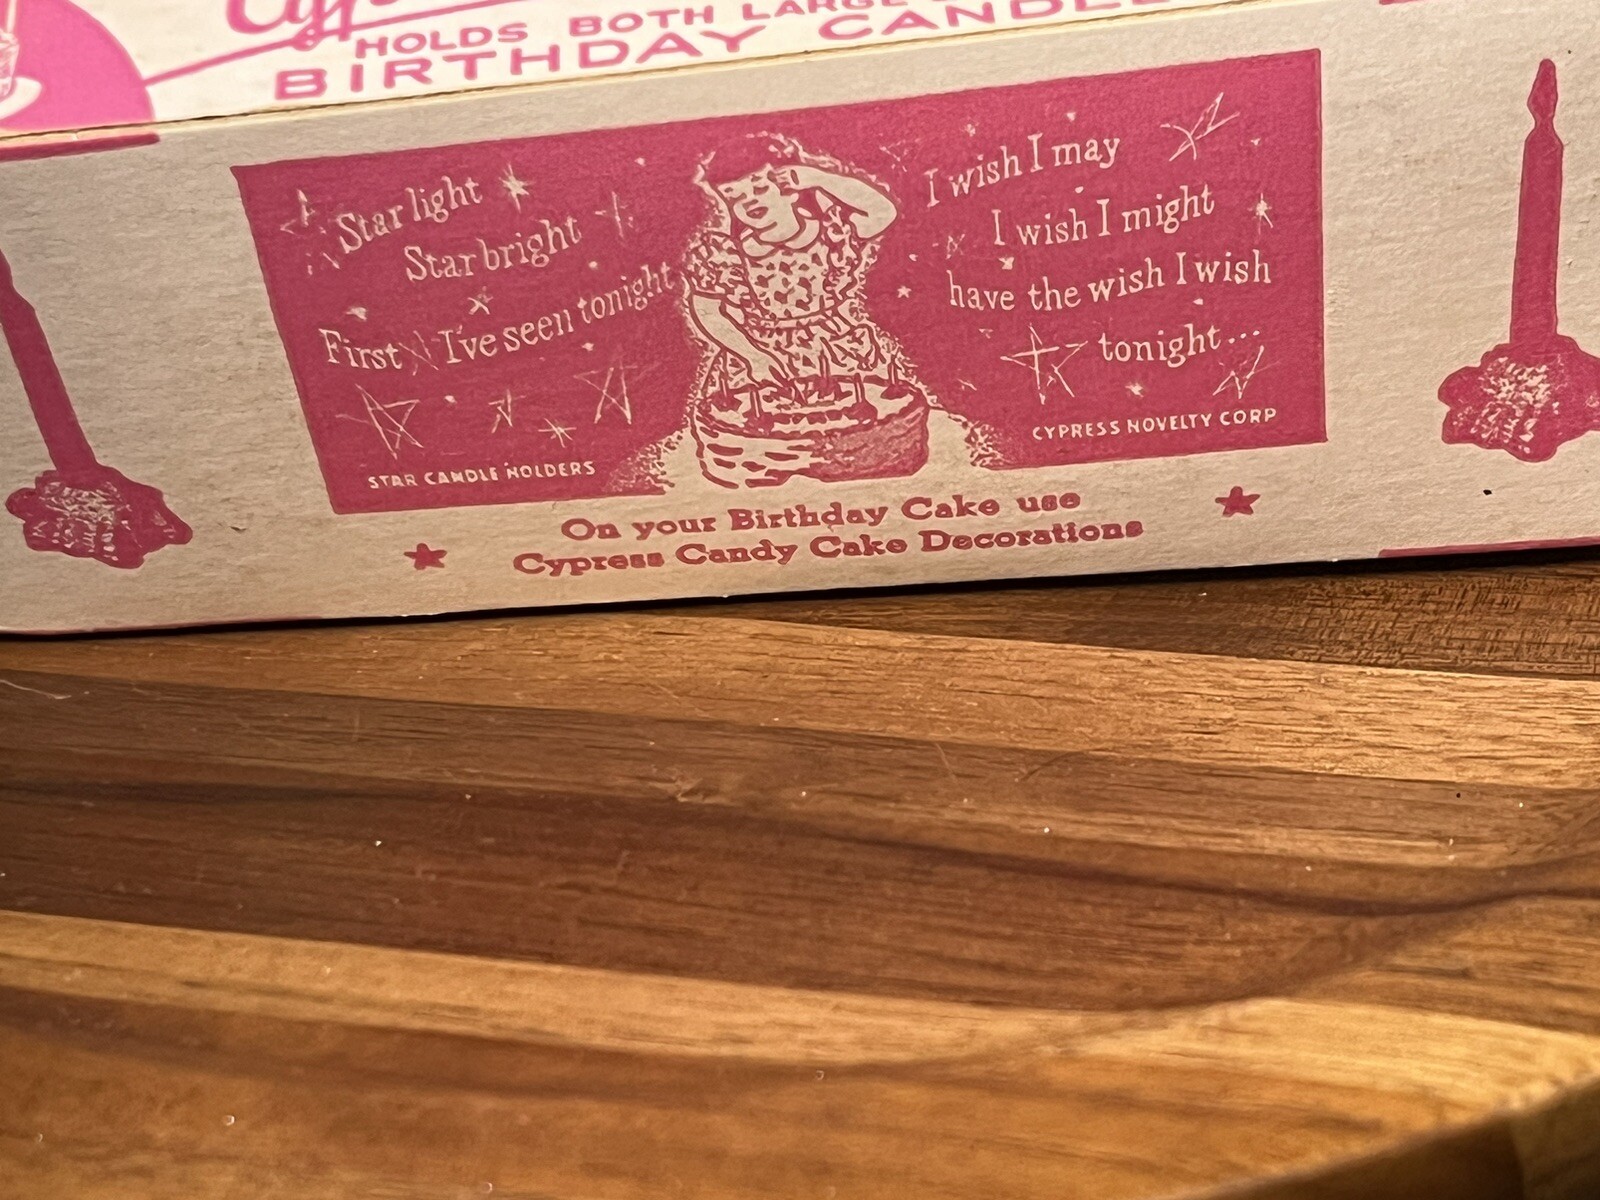 HOLDS BOTH LARGE
BIRTHDAY CANDLE
Star light
Star bright
First I've seen tonight
STAR CANDLE HOLDERS
I wish I may
I wish I might
have the wish I wish
tonight...
CYPRESS NOVELTY CORP
On your Birthday Cake use
Cypress Candy Cake Decorations